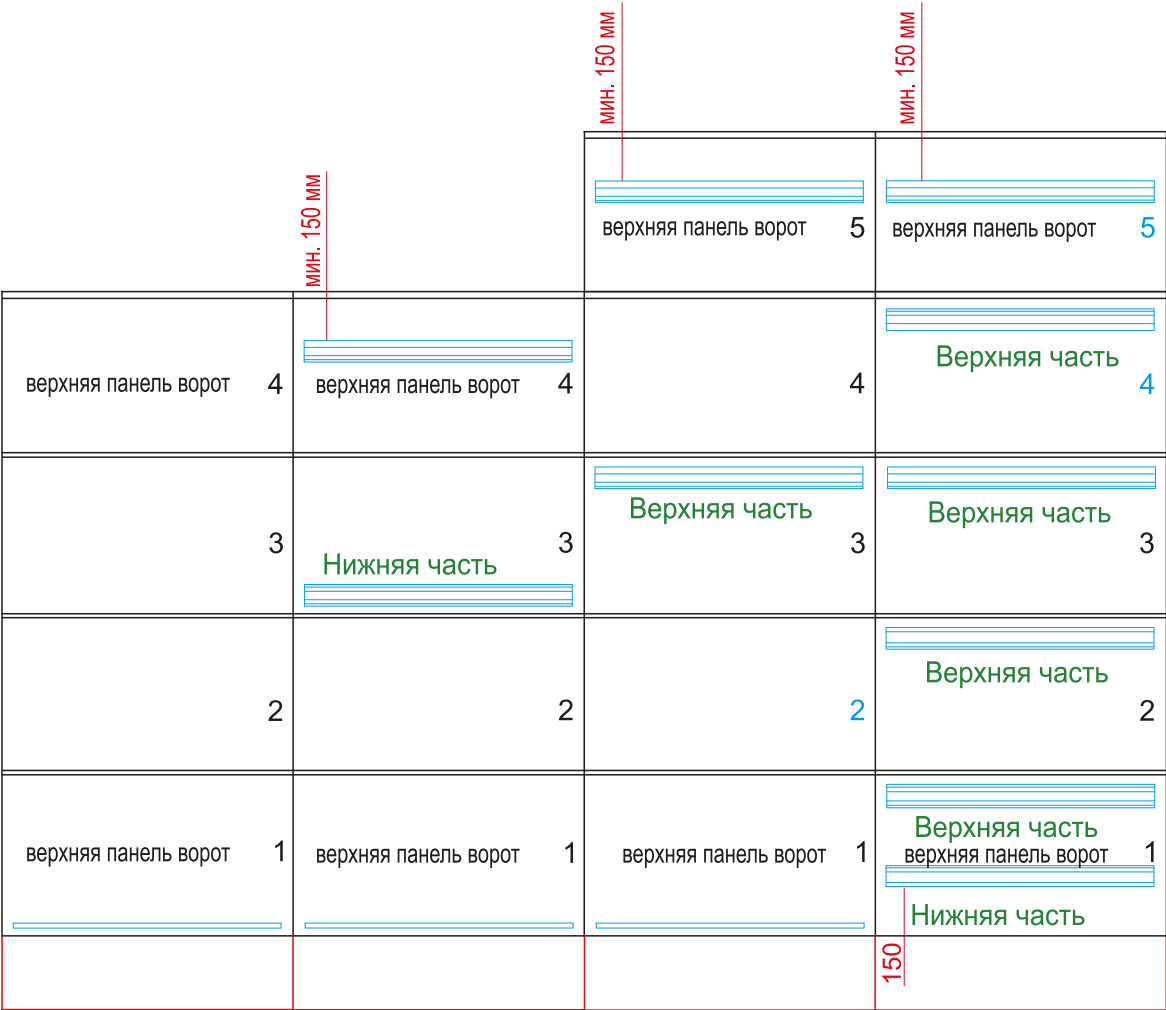 мин. 150 мм
мин. 150 мм
мин. 150 мм
верхняя панель ворот 5
верхняя панель ворот 5
верхняя панель ворот 4
верхняя панель ворот 4
4
Верхняя часть
4
3
Нижняя часть
3
Верхняя часть
3
Верхняя часть
3
2
2
2
Верхняя часть
2
верхняя панель ворот 1
верхняя панель ворот 1
верхняя панель ворот 1
Верхняя часть
верхняя панель ворот 1
Нижняя часть
150